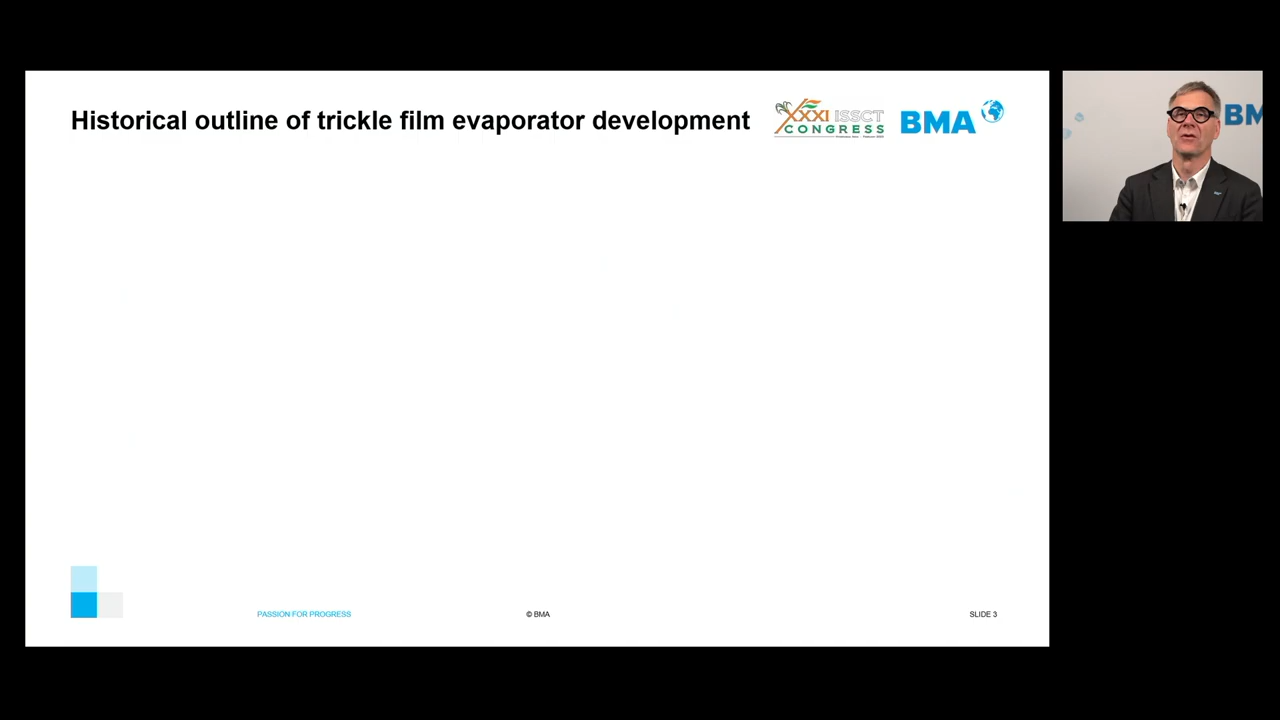 Historical outline of trickle film evaporator development
XXXI ISSCT
CONGRESS
BMA
BM
PASSION FOR PROGRESS
© BMA
SLIDE 3